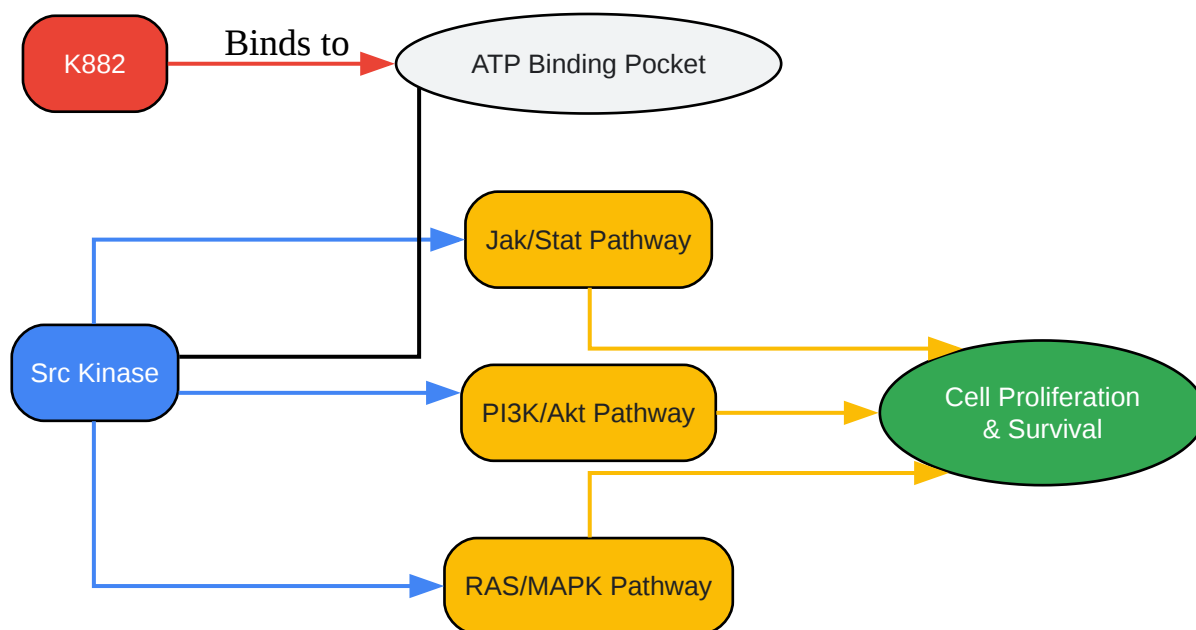 K882
Binds to
ATP Binding Pocket
Jak/Stat Pathway
Src Kinase
PI3K/Akt Pathway
Cell Proliferation
& Survival
RAS/MAPK Pathway